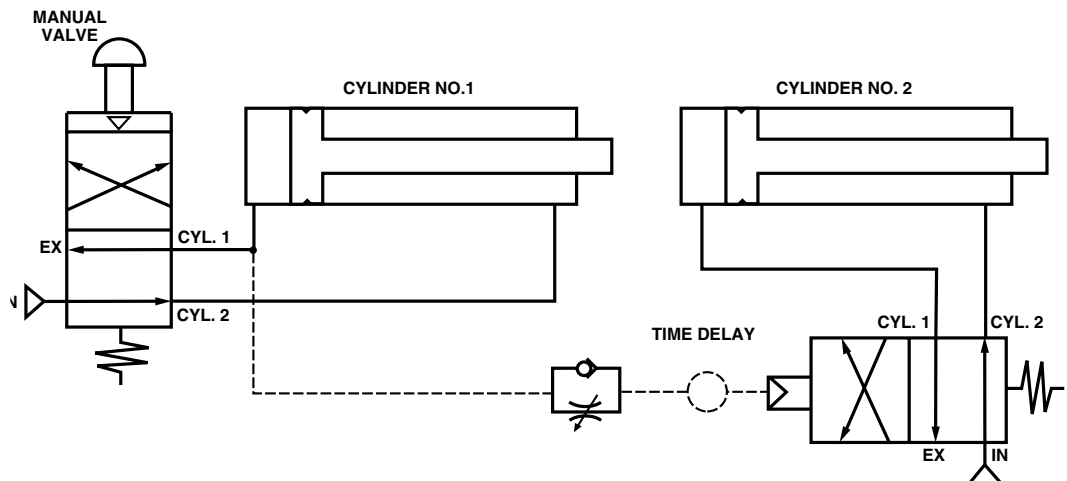 MANUAL
VALVE
CYLINDER NO.1
CYLINDER NO. 2
EX
CYL. 1
CYL. 2
TIME DELAY
CYL. 1
CYL. 2
EX
IN